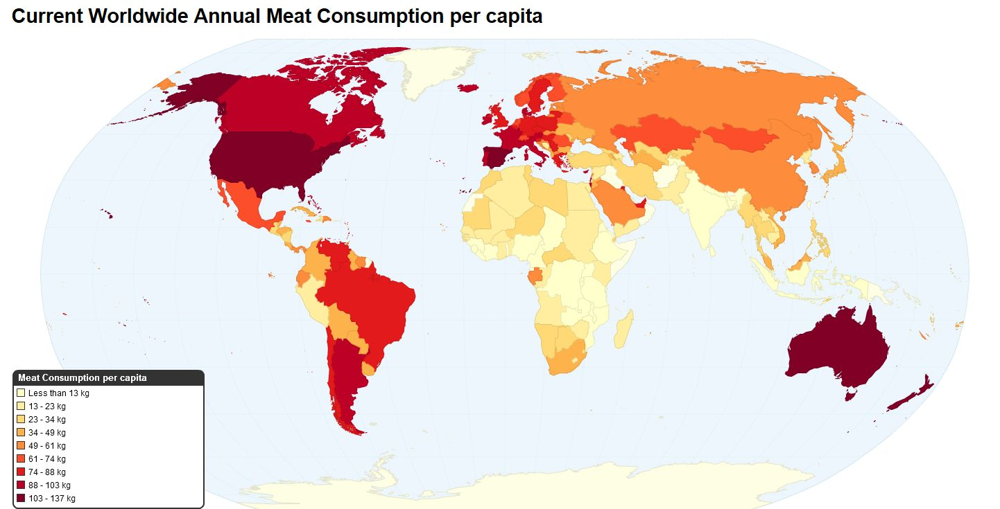 Current Worldwide Annual Meat Consumption per capita
Meat Consumption per capita
Less than 13 kg
13 - 23 kg
23 - 34 kg
34 - 49 kg
49 - 61 kg
61 - 74 kg
74 - 88 kg
88 - 103 kg
103 - 137 kg